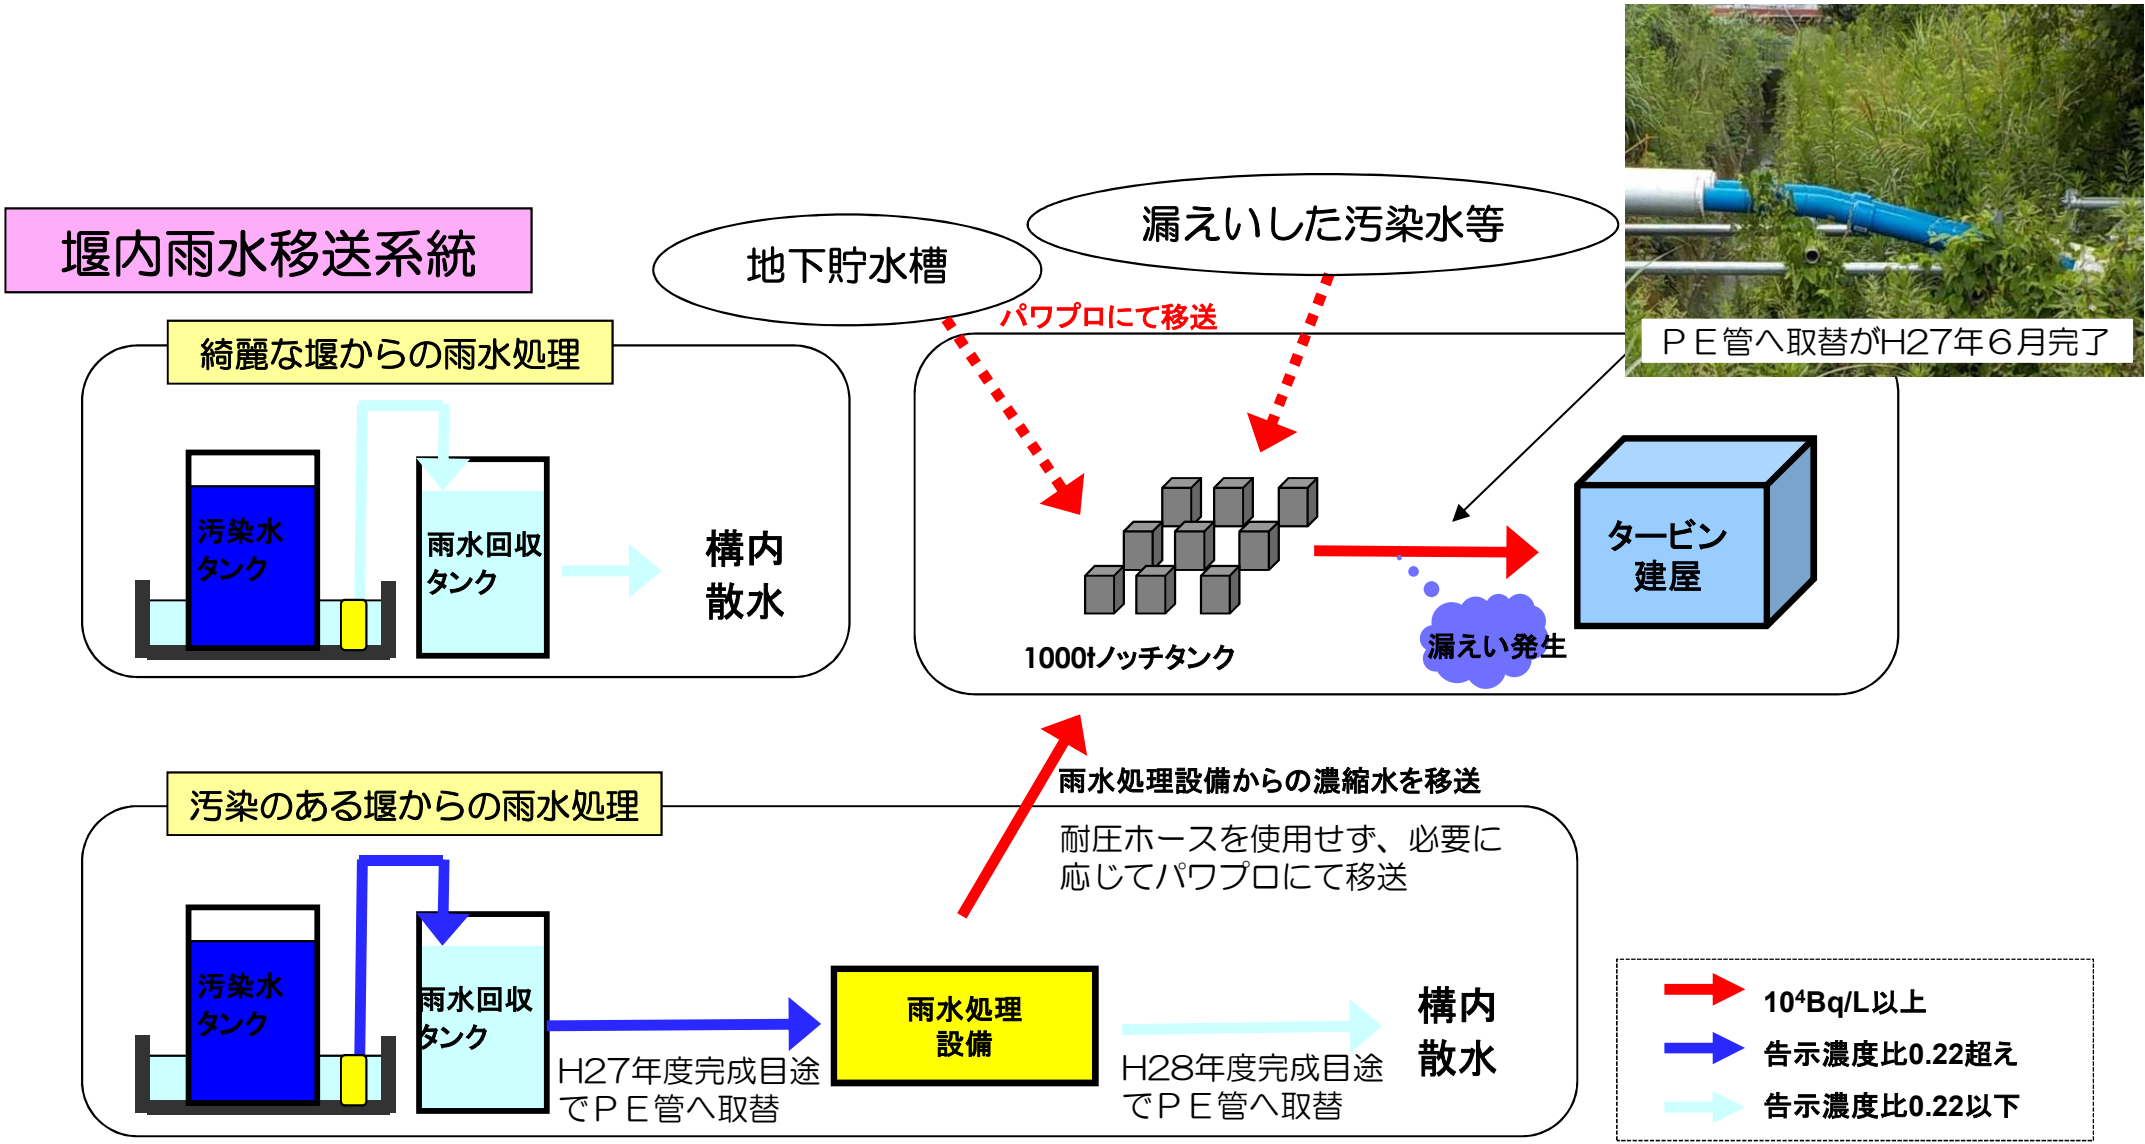 堰内雨水移送系統
地下貯水槽
漏えいした汚染水等
パワプロにて移送
ＰＥ管へ取替がH27年６月完了
綺麗な堰からの雨水処理
汚染水
タンク
雨水回収
タンク
構内
散水
1000tノッチタンク
漏えい発生
タービン
建屋
雨水処理設備からの濃縮水を移送
耐圧ホースを使用せず、必要に
応じてパワプロにて移送
汚染のある堰からの雨水処理
汚染水
タンク
雨水回収
タンク
H27年度完成目途
でＰＥ管へ取替
雨水処理
設備
H28年度完成目途
でＰＥ管へ取替
構内
散水
10⁴Bq/L以上
告示濃度比0.22超え
告示濃度比0.22以下